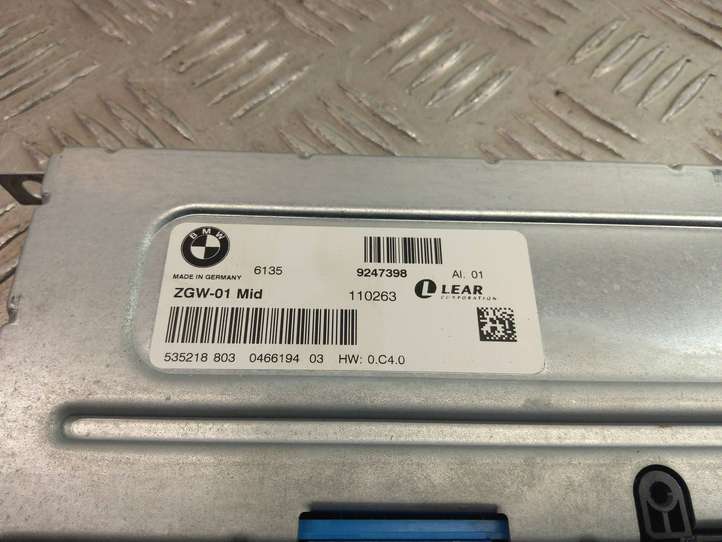 BMW
MADE IN GERMANY
6135
9247398
AI. 01
ZGW-01 Mid
110263
LEAR
CORPORATION
535218 803 0466194 03 HW: 0.C4.0